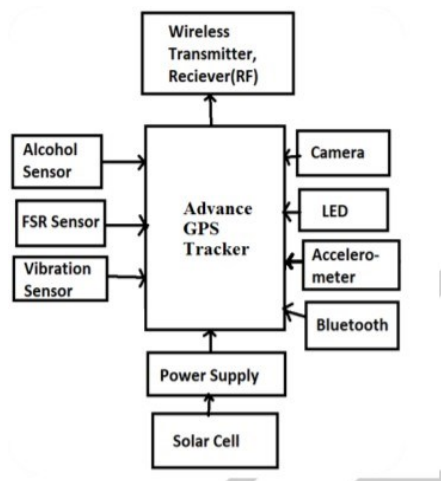 Wireless
Transmitter,
Reciever(RF)
Alcohol
Sensor
FSR Sensor
Vibration
Sensor
Advance
GPS
Tracker
Camera
LED
Accelero-
meter
Bluetooth
Power Supply
Solar Cell